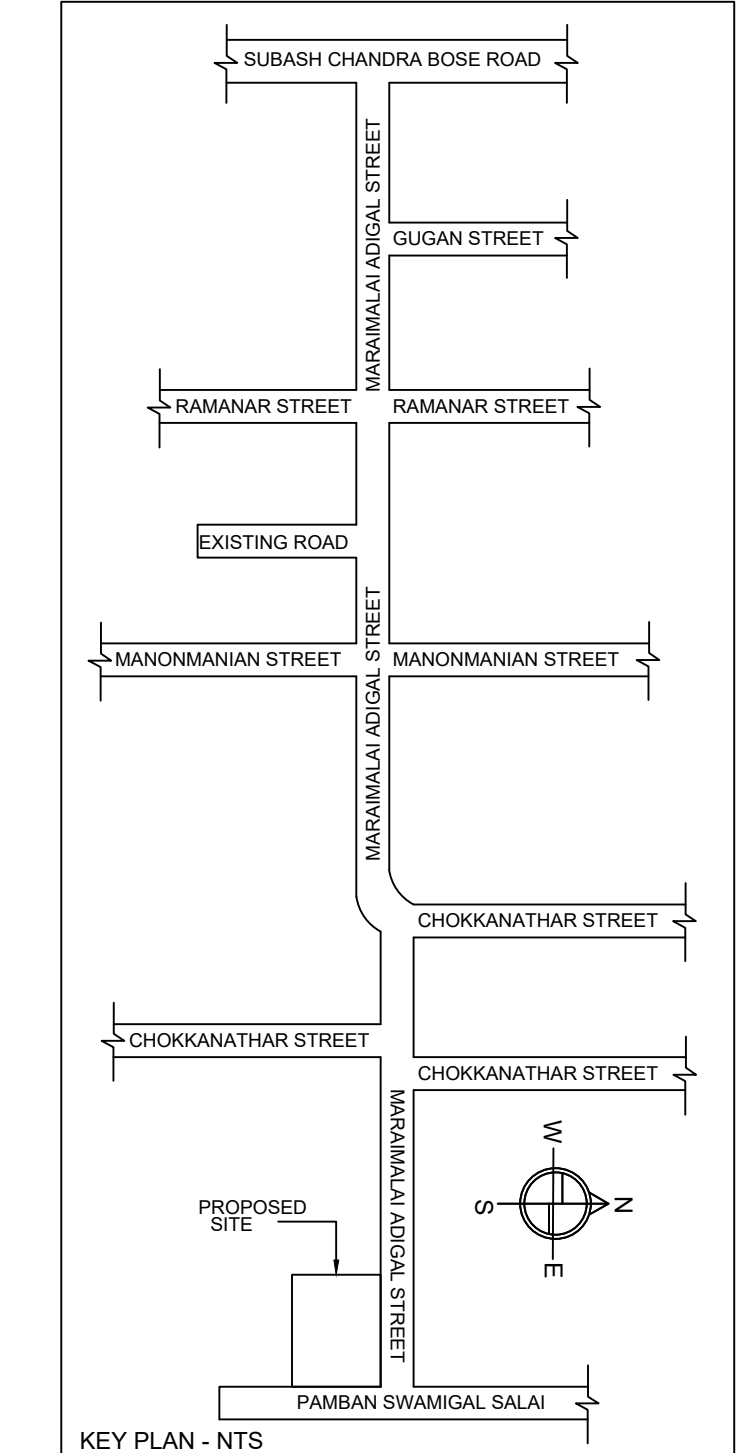 SUBASH CHANDRA BOSE ROAD
MARAIMALAI ADIGAL STREET
GUGAN STREET
RAMANAR STREET
RAMANAR STREET
EXISTING ROAD
MARAIMALAI ADIGAL STREET
MANONMANIAN STREET
MANONMANIAN STREET
CHOKKANATHAR STREET
CHOKKANATHAR STREET
CHOKKANATHAR STREET
MARAIMALAI ADIGAL STREET
W
S
N
E
PROPOSED
SITE
PAMBAN SWAMIGAL SALAI
KEY PLAN - NTS